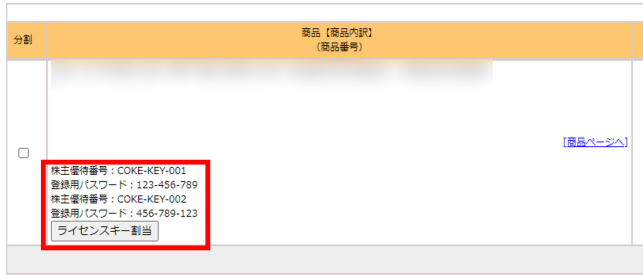 分割
商品【商品内訳】
（商品番号）
[商品ページへ]
株主優待番号：COKE-KEY-001
登録用パスワード：123-456-789
株主優待番号：COKE-KEY-002
登録用パスワード：456-789-123
ライセンスキー割当